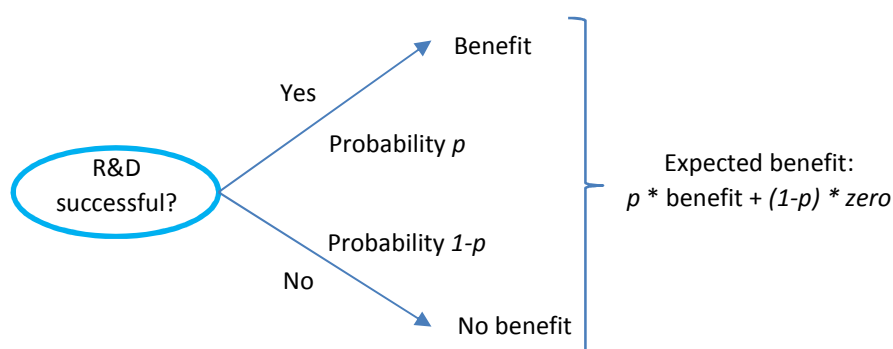 Benefit
Yes
Probability p
R&D
successful?
Expected benefit:
p * benefit + (1-p) * zero
Probability 1-p
No
No benefit